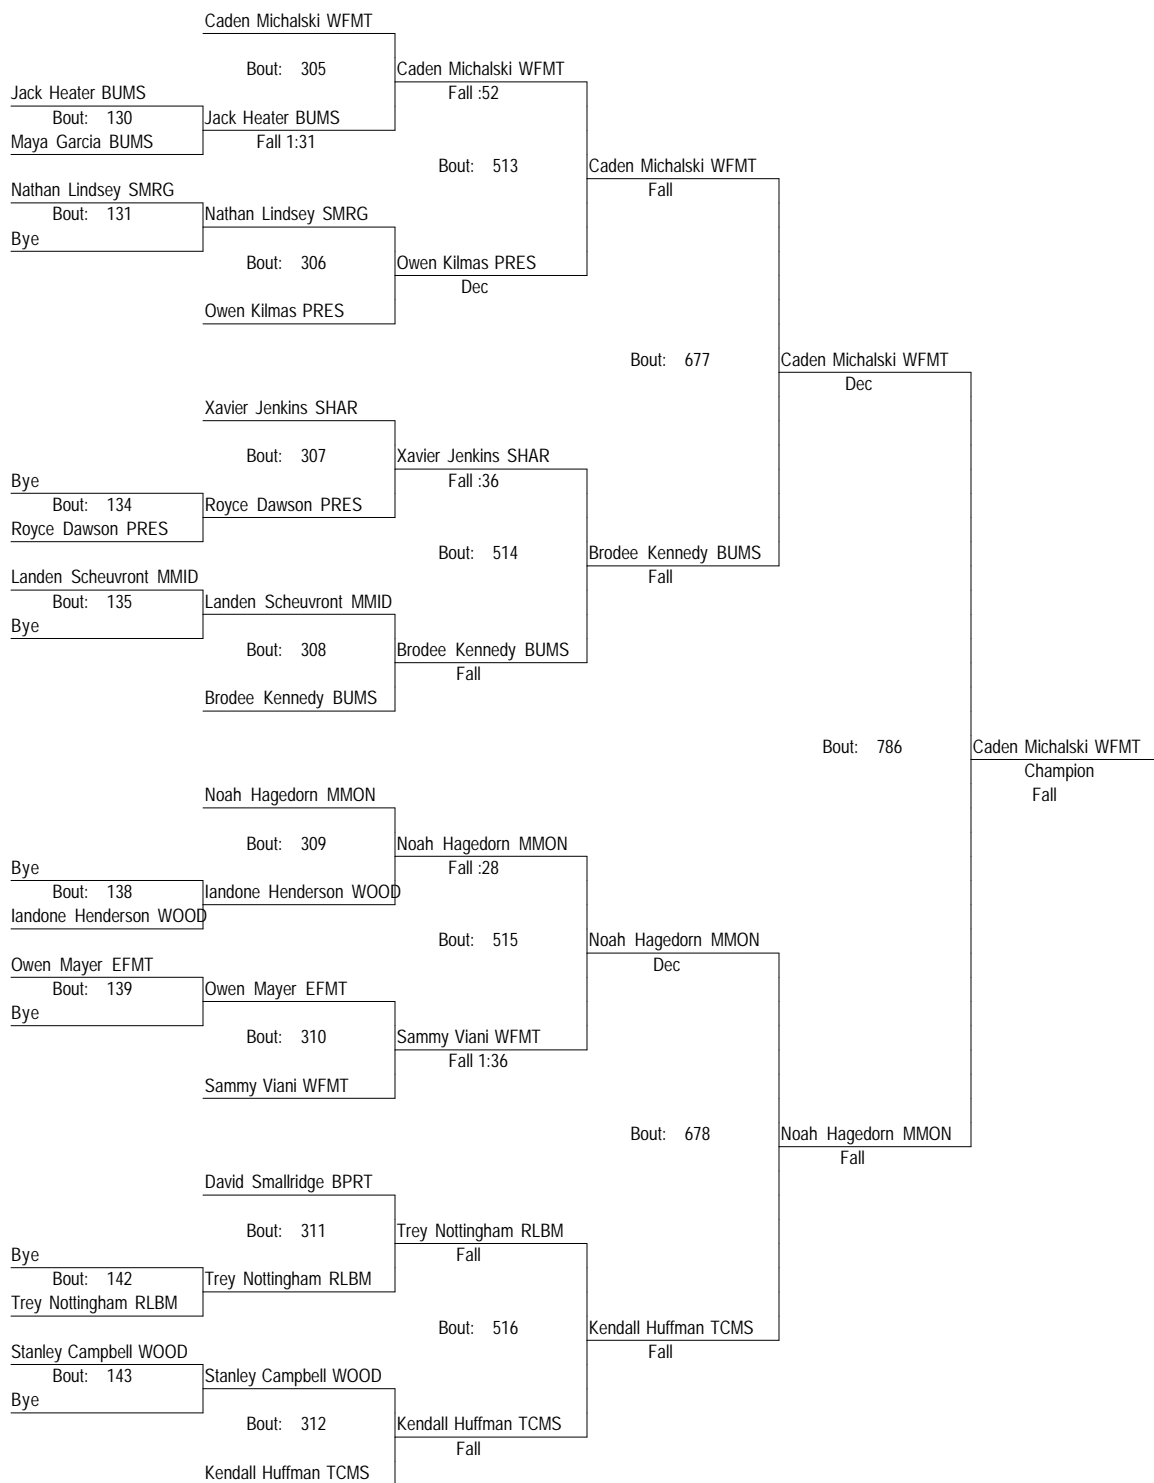 Caden Michalski WFMT
Bout: 305
Caden Michalski WFMT
Fall :52
Jack Heater BUMS
Bout: 130
Jack Heater BUMS
Maya Garcia BUMS
Fall 1:31
Bout: 513
Caden Michalski WFMT
Fall
Nathan Lindsey SMRG
Bout: 131
Nathan Lindsey SMRG
Bye
Bout: 306
Owen Kilmas PRES
Dec
Owen Kilmas PRES
Bout: 677
Caden Michalski WFMT
Dec
Xavier Jenkins SHAR
Bout: 307
Xavier Jenkins SHAR
Fall :36
Bye
Bout: 134
Royce Dawson PRES
Royce Dawson PRES
Bout: 514
Brodee Kennedy BUMS
Fall
Landen Scheuvront MMID
Bout: 135
Landen Scheuvront MMID
Bye
Bout: 308
Brodee Kennedy BUMS
Fall
Brodee Kennedy BUMS
Bout: 786
Caden Michalski WFMT
Champion
Fall
Noah Hagedorn MMON
Bout: 309
Noah Hagedorn MMON
Fall :28
Bye
Bout: 138
Iandone Henderson WOOD
Iandone Henderson WOOD
Bout: 515
Noah Hagedorn MMON
Dec
Owen Mayer EFMT
Bout: 139
Owen Mayer EFMT
Bye
Bout: 310
Sammy Viani WFMT
Fall 1:36
Sammy Viani WFMT
Bout: 678
Noah Hagedorn MMON
Fall
David Smallridge BPRT
Bout: 311
Trey Nottingham RLBM
Fall
Bye
Bout: 142
Trey Nottingham RLBM
Trey Nottingham RLBM
Bout: 516
Kendall Huffman TCMS
Fall
Stanley Campbell WOOD
Bout: 143
Stanley Campbell WOOD
Bye
Bout: 312
Kendall Huffman TCMS
Fall
Kendall Huffman TCMS